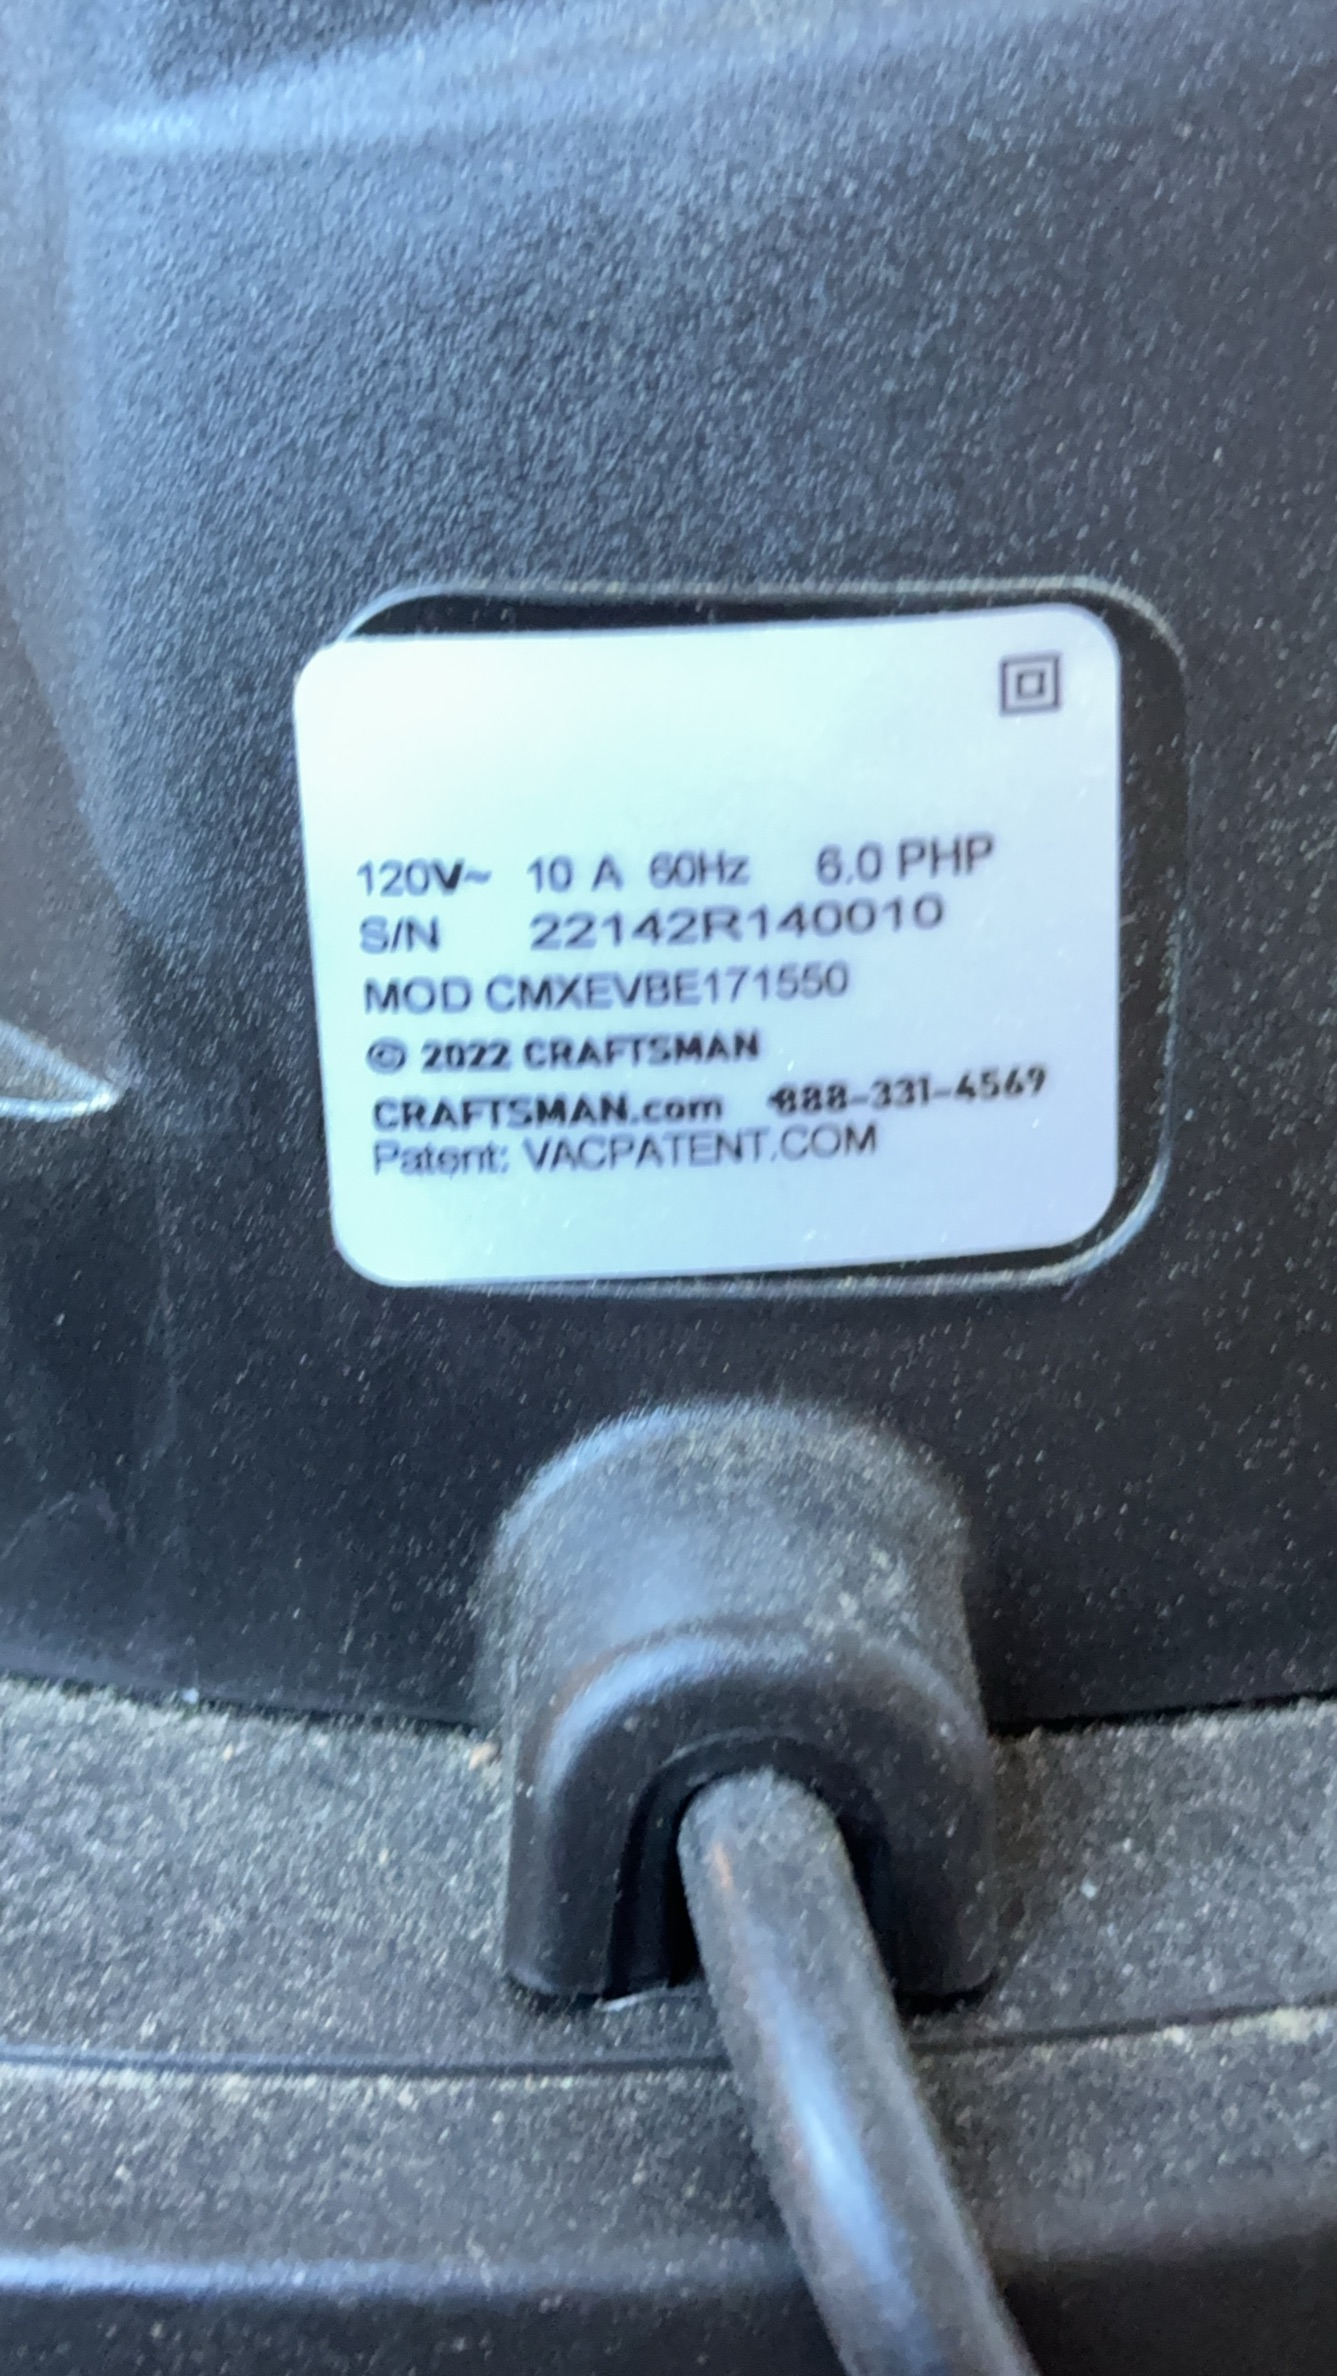 120V~ 10 A 60Hz 6.0 PHP
S/N 22142R140010
MOD CMXEVBE171550
© 2022 CRAFTSMAN
CRAFTSMAN.com 888-331-4569
Patent: VACPATENT.COM